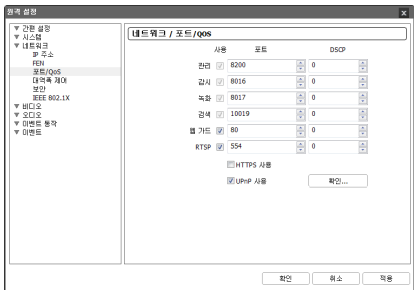 원격 설정
▼ 간편 설정
▼ 시스템
▼ 네트워크
IP 주소
FEN
포트/QoS
대역폭 제어
보안
IEEE 802.1X
▼ 비디오
▼ 오디오
▼ 이벤트 동작
▼ 이벤트
네트워크 / 포트/QoS
사용 포트 DSCP
관리 8200 0
감시 8016 0
녹화 8017 0
검색 10019 0
웹 가드 80 0
RTSP 554 0
HTTPS 사용
UPnP 사용 확인...
확인 취소 적용